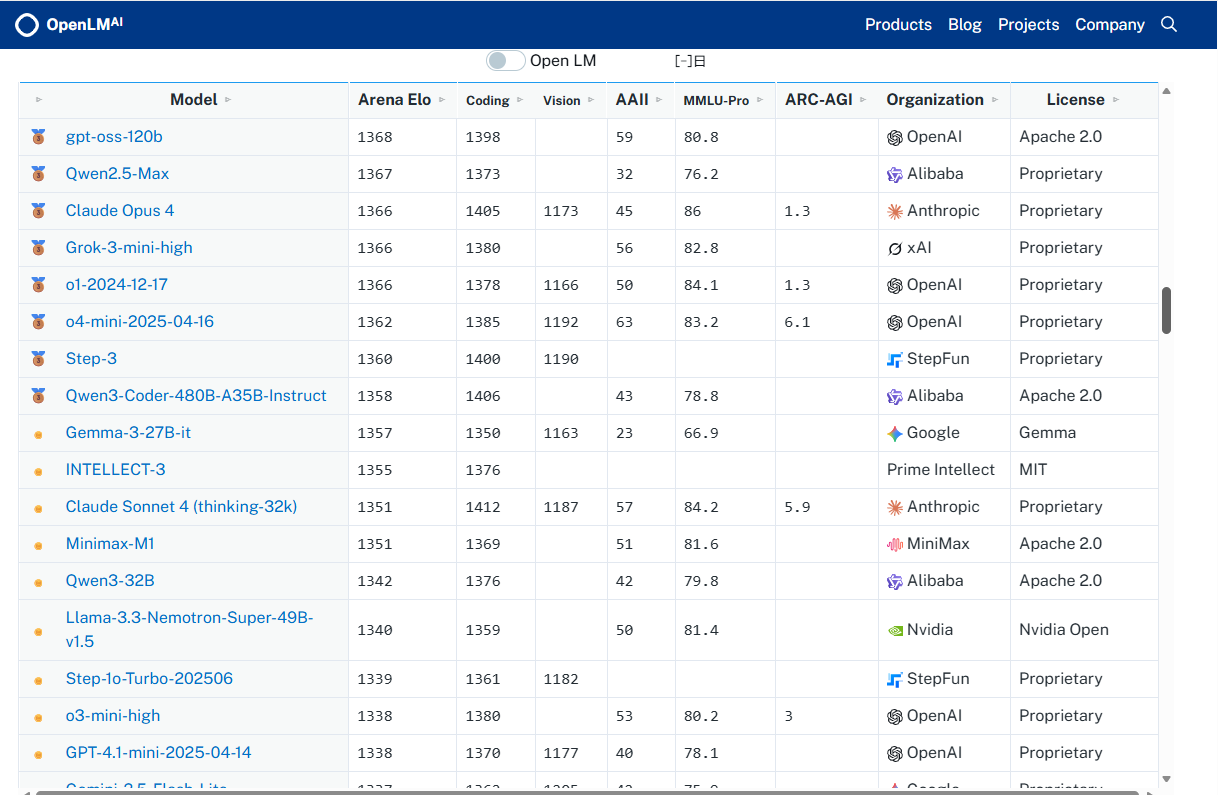 OpenLMAI Products Blog Projects Company
Open LM [-]日
Model Arena Elo Coding Vision AAII MMLU-Pro ARC-AGI Organization License
3 gpt-oss-120b 1368 1398 59 80.8 OpenAI Apache 2.0
3 Qwen2.5-Max 1367 1373 32 76.2 Alibaba Proprietary
3 Claude Opus 4 1366 1405 1173 45 86 1.3 Anthropic Proprietary
3 Grok-3-mini-high 1366 1380 56 82.8 xAI Proprietary
3 o1-2024-12-17 1366 1378 1166 50 84.1 1.3 OpenAI Proprietary
3 o4-mini-2025-04-16 1362 1385 1192 63 83.2 6.1 OpenAI Proprietary
3 Step-3 1360 1400 1190 StepFun Proprietary
3 Qwen3-Coder-480B-A35B-Instruct 1358 1406 43 78.8 Alibaba Apache 2.0
Gemma-3-27B-it 1357 1350 1163 23 66.9 Google Gemma
INTELLECT-3 1355 1376 Prime Intellect MIT
Claude Sonnet 4 (thinking-32k) 1351 1412 1187 57 84.2 5.9 Anthropic Proprietary
Minimax-M1 1351 1369 51 81.6 MiniMax Apache 2.0
Qwen3-32B 1342 1376 42 79.8 Alibaba Apache 2.0
Llama-3.3-Nemotron-Super-49B-
v1.5 1340 1359 50 81.4 Nvidia Nvidia Open
Step-1o-Turbo-202506 1339 1361 1182 StepFun Proprietary
o3-mini-high 1338 1380 53 80.2 3 OpenAI Proprietary
GPT-4.1-mini-2025-04-14 1338 1370 1177 40 78.1 OpenAI Proprietary